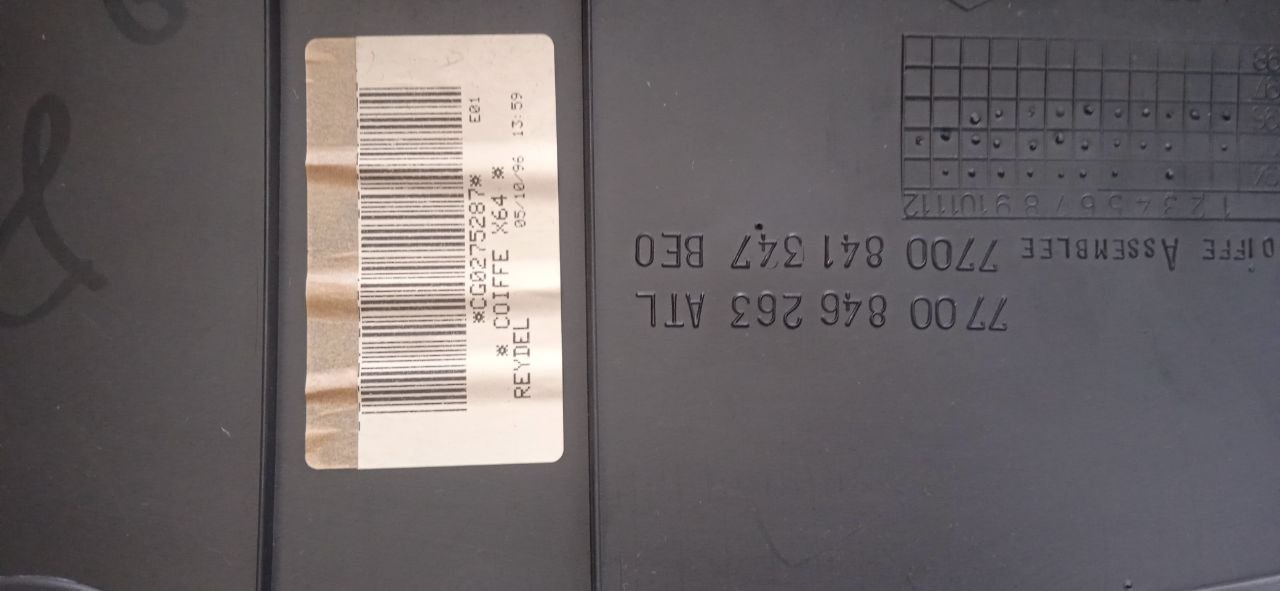 *CG0275287*
E01
* COIFFE X64 *
REYDEL 05/10/96 13:59
7700 846 263 ATL
OIFFE ASSEMBLEE 7700 841 347 BE0
1 2 3 4 5 6 7 8 9 10 11 12